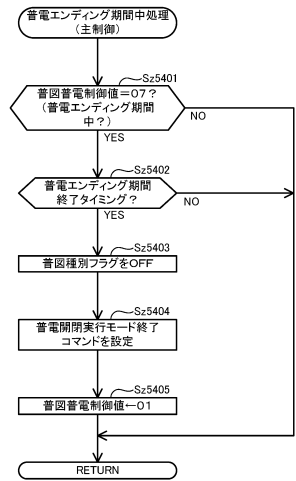 普電エンディング期間中処理
（主制御）
Sz5401
普図普電制御値＝07？
（普電エンディング期間
中？）
NO
YES
Sz5402
普電エンディング期間
終了タイミング？
NO
YES
Sz5403
普図種別フラグをOFF
Sz5404
普電開閉実行モード終了
コマンドを設定
Sz5405
普図普電制御値←01
RETURN